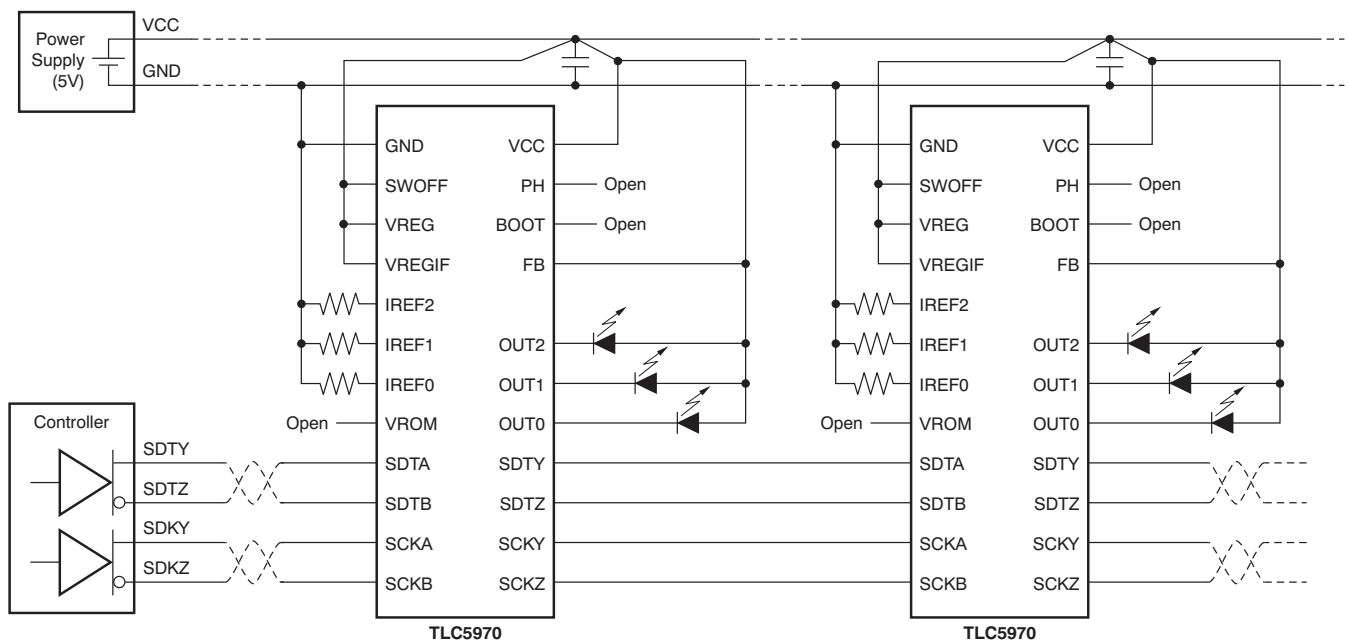 Power
Supply
(5V)
VCC
GND
GND
SWOFF
VREG
VREGIF
IREF2
IREF1
IREF0
Open
VROM
SDTA
SDTB
SCKA
SCKB
VCC
PH
Open
BOOT
Open
FB
OUT2
OUT1
OUT0
SDTY
SDTZ
SCKY
SCKZ
TLC5970
GND
SWOFF
VREG
VREGIF
IREF2
IREF1
IREF0
Open
VROM
SDTA
SDTB
SCKA
SCKB
VCC
PH
Open
BOOT
Open
FB
OUT2
OUT1
OUT0
SDTY
SDTZ
SCKY
SCKZ
TLC5970
Controller
SDTY
SDTZ
SDKY
SDKZ